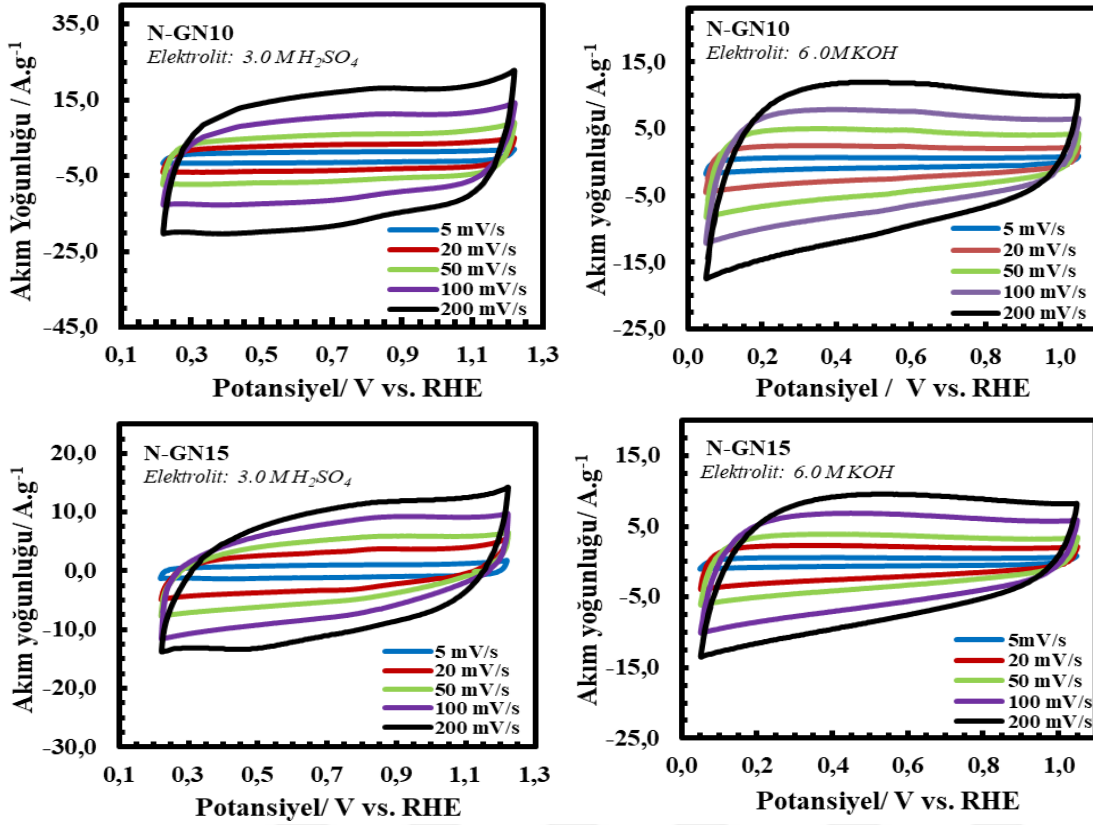 N-GN10
Elektrolit: 3.0 M H₂SO₄
Akım Yoğunluğu / A.g⁻¹
35,0
15,0
-5,0
-25,0
-45,0
5 mV/s
20 mV/s
50 mV/s
100 mV/s
200 mV/s
0,1 0,3 0,5 0,7 0,9 1,1 1,3
Potansiyel/ V vs. RHE
N-GN10
Elektrolit: 6 .0MKOH
Akım yoğunluğu/ A.g⁻¹
15,0
5,0
-5,0
-15,0
-25,0
5 mV/s
20 mV/s
50 mV/s
100 mV/s
200 mV/s
0,0 0,2 0,4 0,6 0,8 1,0
Potansiyel / V vs. RHE
N-GN15
Elektrolit: 3.0 M H₂SO₄
Akım yoğunluğu/ A.g⁻¹
20,0
10,0
0,0
-10,0
-20,0
-30,0
5 mV/s
20 mV/s
50 mV/s
100 mV/s
200 mV/s
0,1 0,3 0,5 0,7 0,9 1,1 1,3
Potansiyel/ V vs. RHE
N-GN15
Elektrolit: 6.0 M KOH
Akım yoğunluğu/ A.g⁻¹
15,0
5,0
-5,0
-15,0
-25,0
5mV/s
20 mV/s
50 mV/s
100 mV/s
200 mV/s
0,0 0,2 0,4 0,6 0,8 1,0
Potansiyel/ V vs. RHE